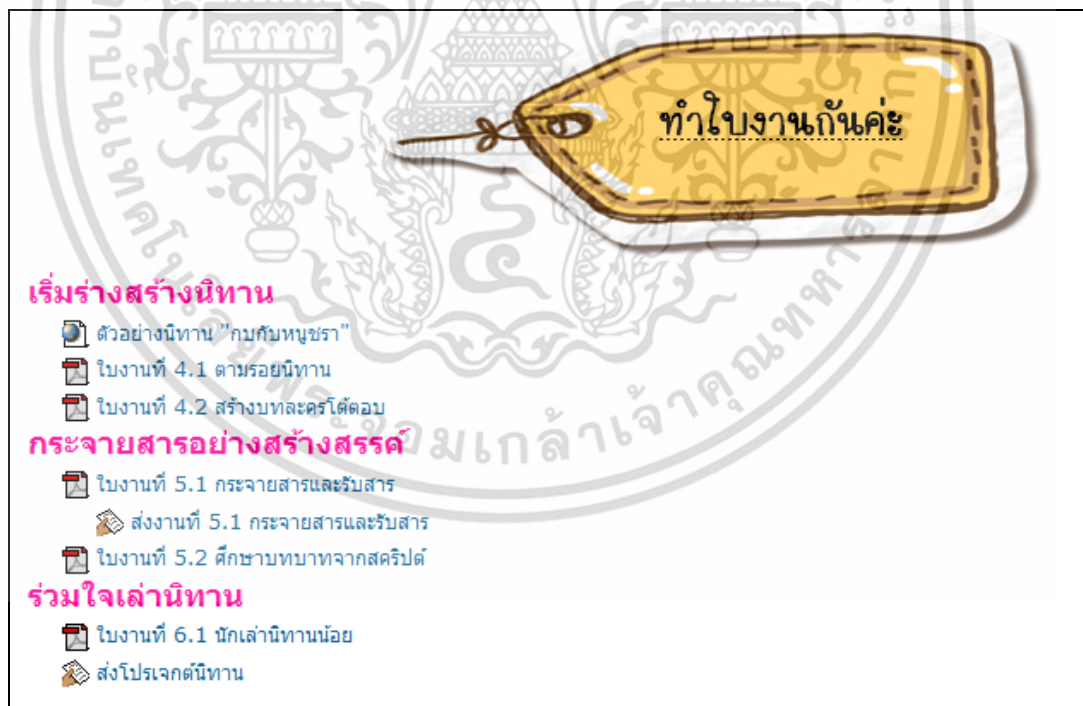 ทำใบงานกันค่ะ
เริ่มร่างสร้างนิทาน
ตัวอย่างนิทาน "กบกับหนูชรา"
ใบงานที่ 4.1 ตามรอยนิทาน
ใบงานที่ 4.2 สร้างบทละครโต้ตอบ
กระจายสารอย่างสร้างสรรค์
ใบงานที่ 5.1 กระจายสารและรับสาร
ส่งงานที่ 5.1 กระจายสารและรับสาร
ใบงานที่ 5.2 ศึกษาบทบาทจากสคริปต์
ร่วมใจเล่านิทาน
ใบงานที่ 6.1 นักเล่านิทานน้อย
ส่งโปรเจกต์นิทาน